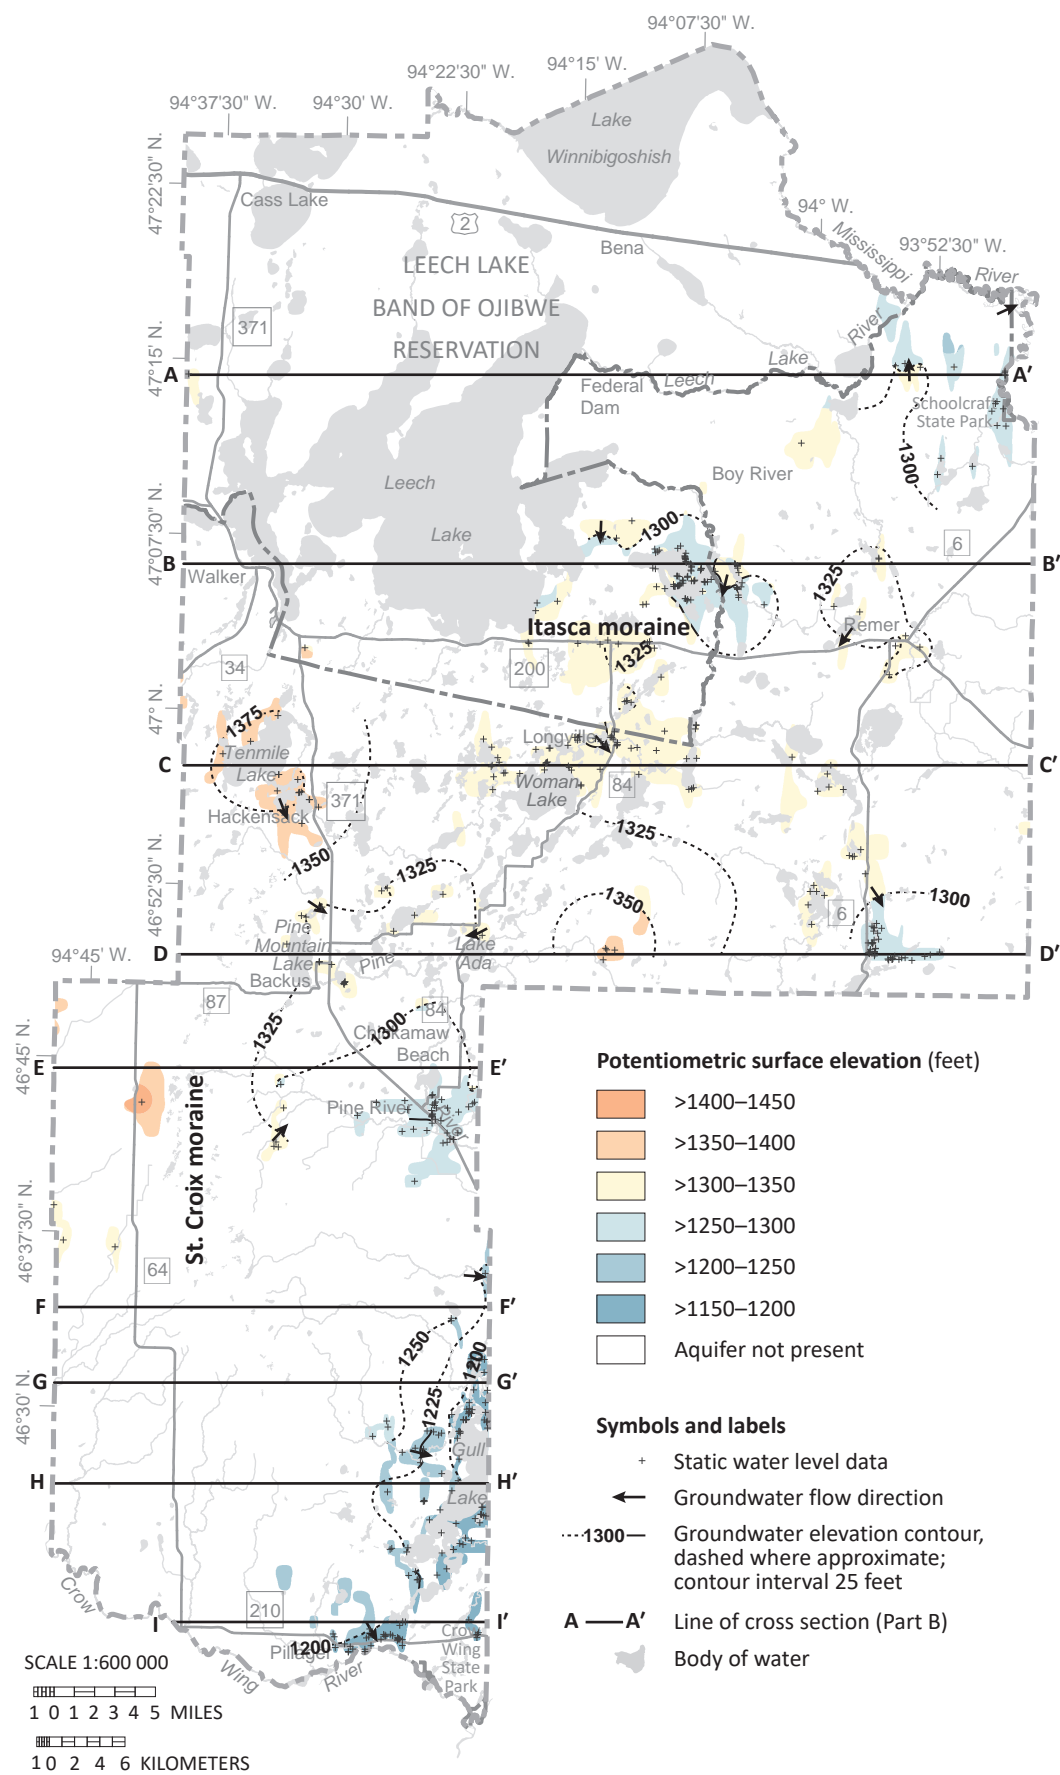 94°07'30" W.
94°15' W.
94°22'30" W.
94°37'30" W.
94°30' W.
Lake
Winnibigoshish
47°22'30" N.
Cass Lake
94° W.
2
Bena
Mississippi
93°52'30" W.
River
LEECH LAKE
BAND OF OJIBWE
RESERVATION
371
River
47°15' N.
Lake
Leech
A
A′
Federal
Dam
Schoolcraft
State Park
1300
Boy River
Leech
Lake
47°07'30" N.
1300
6
B
B′
Walker
1325
Remer
Itasca moraine
1325
200
34
47° N.
1375
Tenmile
Lake
Longville
C
C′
Woman
Lake
84
371
Hackensack
1325
1350
1325
46°52'30" N.
1350
6
1300
Pine
Mountain
Lake
Pine
Lake
Ada
D
D′
94°45' W.
Backus
87
84
1325
1300
Chickamaw
Beach
46°45' N.
E
E′
Pine River
River
St. Croix moraine
46°37'30" N.
64
F
F′
1250
1200
G
G′
1225
46°30' N.
Gull
Lake
H
H′
Crow
210
I
I′
Pillager
1200
Crow
Wing
State
Park
Wing
River
Potentiometric surface elevation (feet)
>1400–1450
>1350–1400
>1300–1350
>1250–1300
>1200–1250
>1150–1200
Aquifer not present
Symbols and labels
Static water level data
Groundwater flow direction
1300 Groundwater elevation contour,
dashed where approximate;
contour interval 25 feet
A A′ Line of cross section (Part B)
Body of water
SCALE 1:600 000
1 0 1 2 3 4 5 MILES
1 0 2 4 6 KILOMETERS